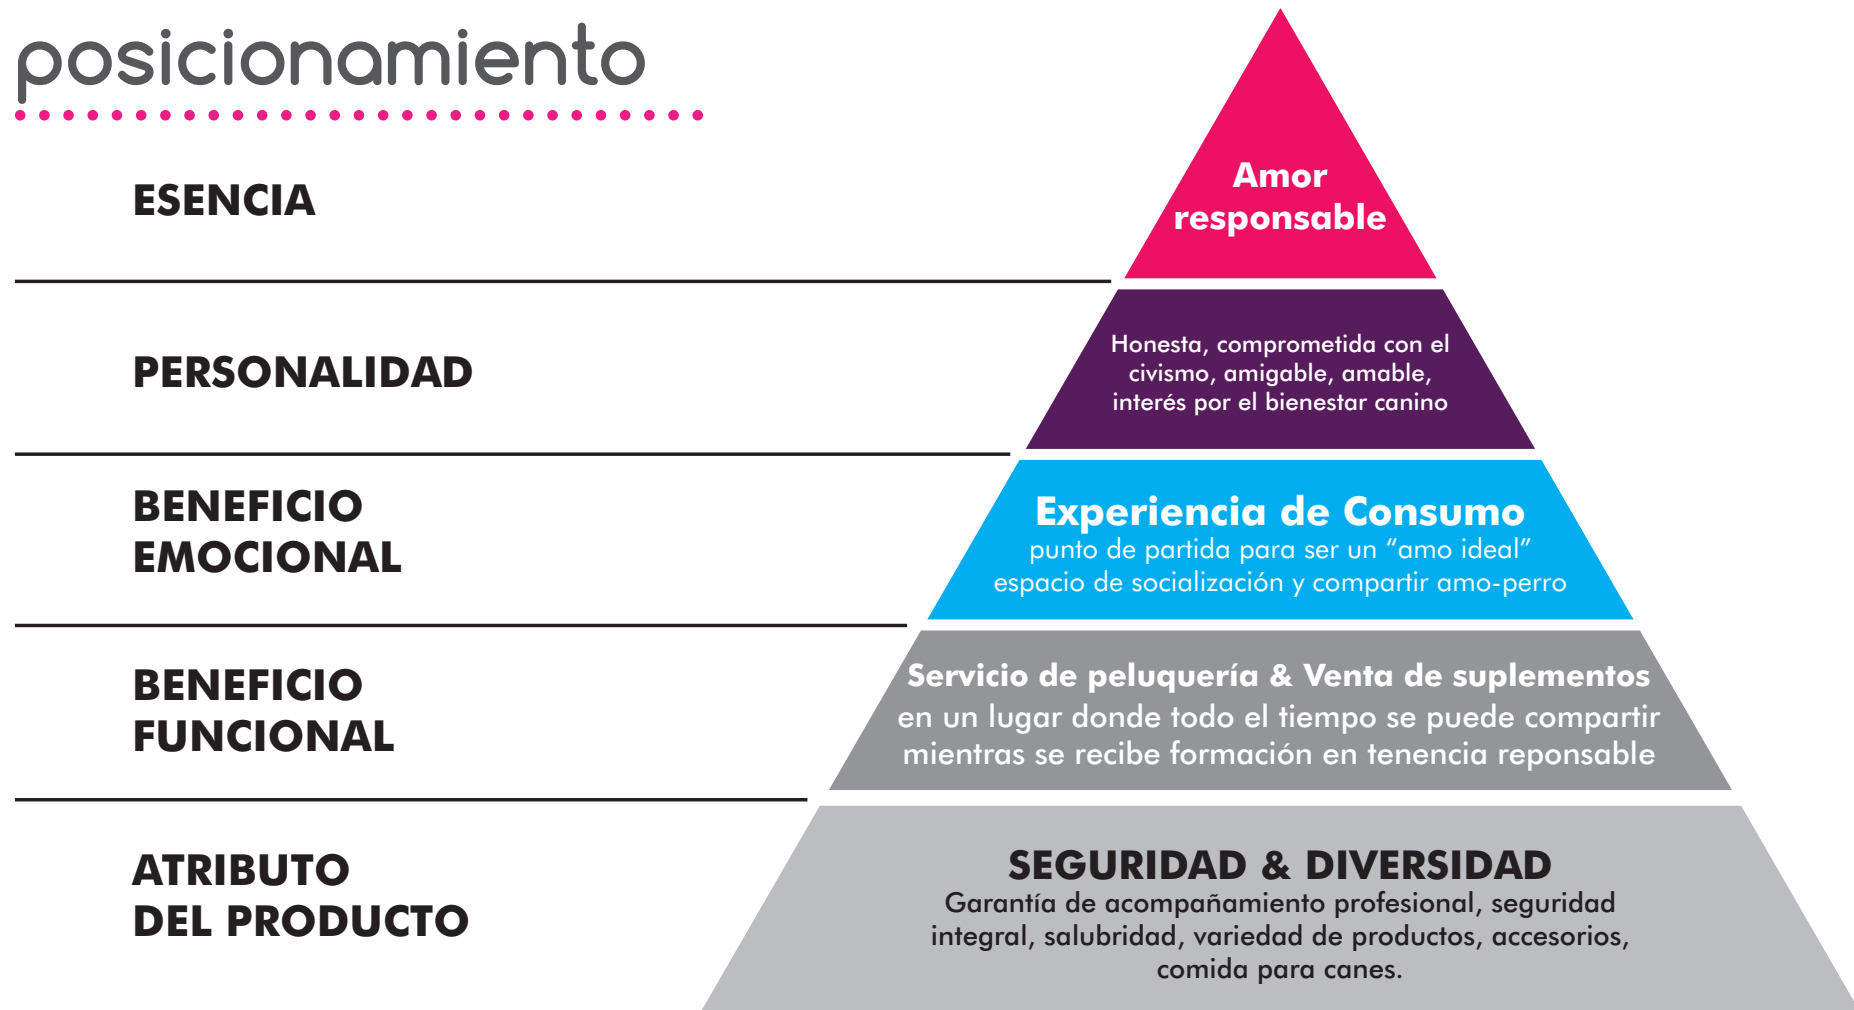 posicionamiento
ESENCIA
Amor
responsable
PERSONALIDAD
Honesta, comprometida con el
civismo, amigable, amable,
interés por el bienestar canino
BENEFICIO
EMOCIONAL
Experiencia de Consumo
punto de partida para ser un “amo ideal”
espacio de socialización y compartir amo-perro
BENEFICIO
FUNCIONAL
Servicio de peluquería & Venta de suplementos
en un lugar donde todo el tiempo se puede compartir
mientras se recibe formación en tenencia reponsable
ATRIBUTO
DEL PRODUCTO
SEGURIDAD & DIVERSIDAD
Garantía de acompañamiento profesional, seguridad
integral, salubridad, variedad de productos, accesorios,
comida para canes.